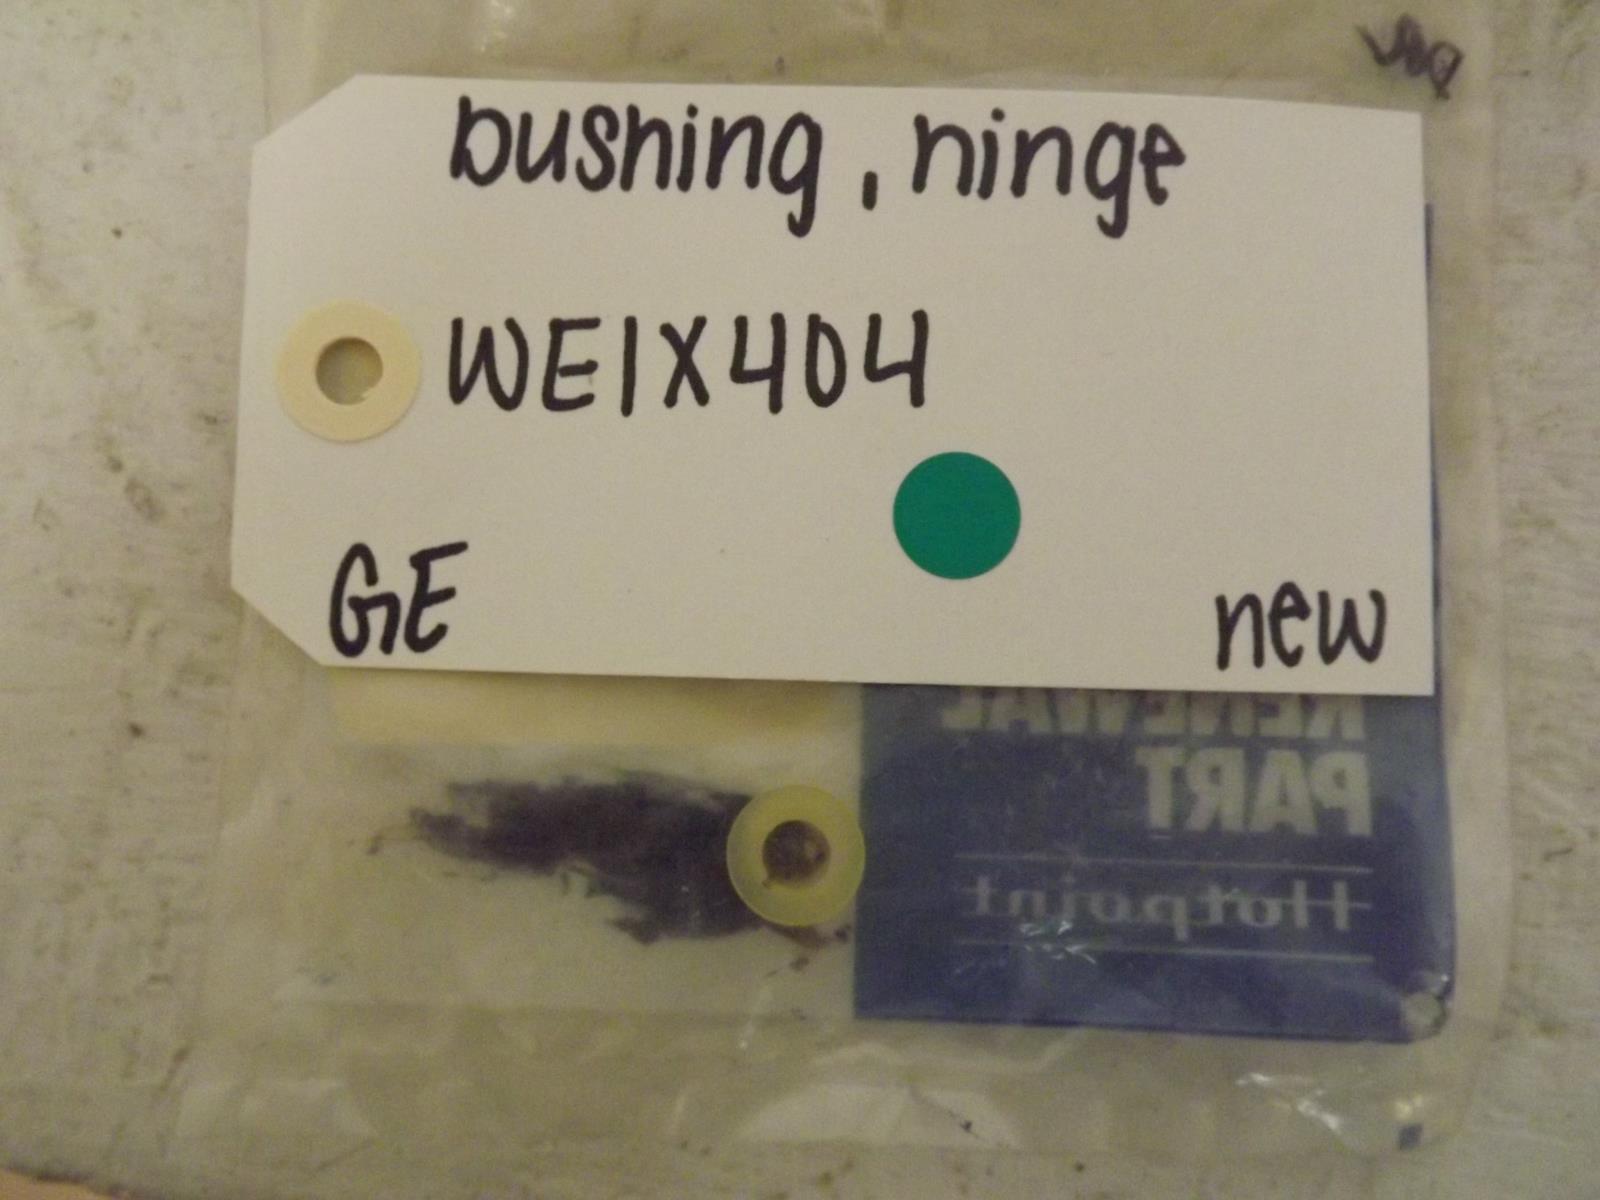 bushing, hinge
WE1X404
GE
new
RENEWAL
PART
Hotpoint